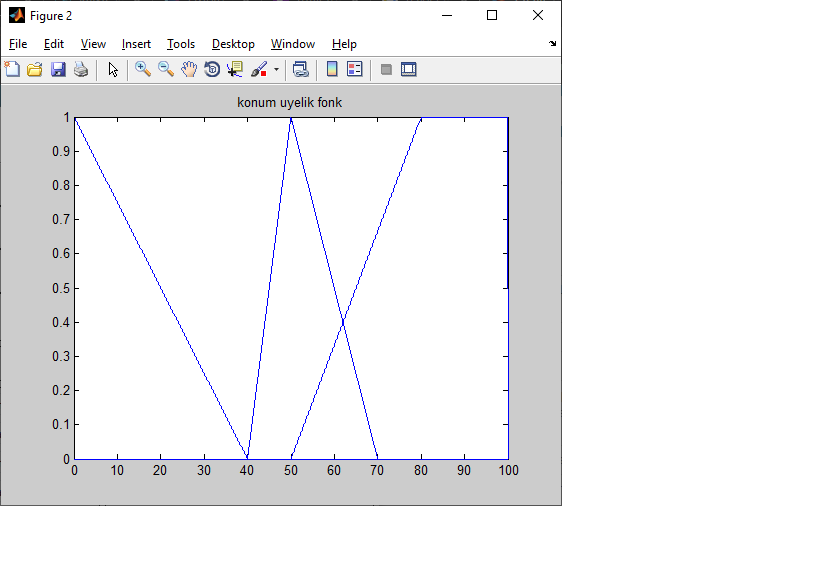 Figure 2
File Edit View Insert Tools Desktop Window Help
konum uyelik fonk
1
0.9
0.8
0.7
0.6
0.5
0.4
0.3
0.2
0.1
0
0 10 20 30 40 50 60 70 80 90 100